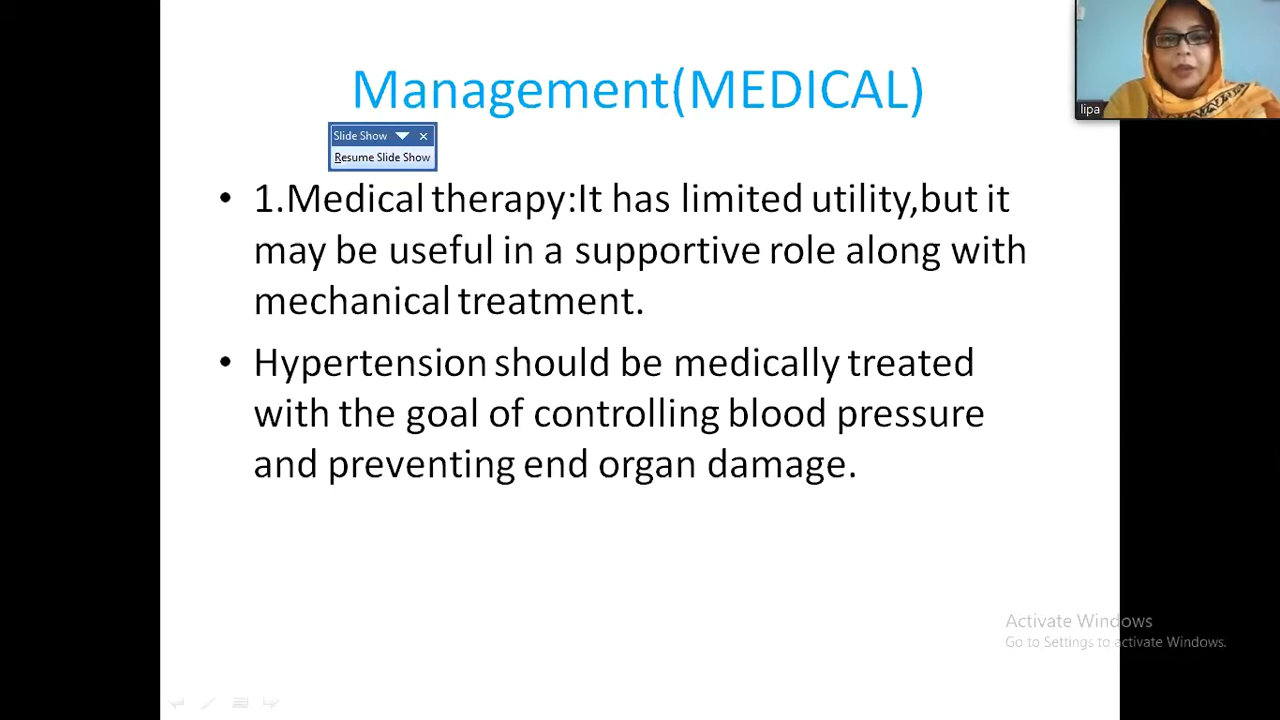 Management(MEDICAL)
Slide Show
Resume Slide Show
• 1.Medical therapy:It has limited utility,but it
may be useful in a supportive role along with
mechanical treatment.
• Hypertension should be medically treated
with the goal of controlling blood pressure
and preventing end organ damage.
lipa
Activate Windows
Go to Settings to activate Windows.